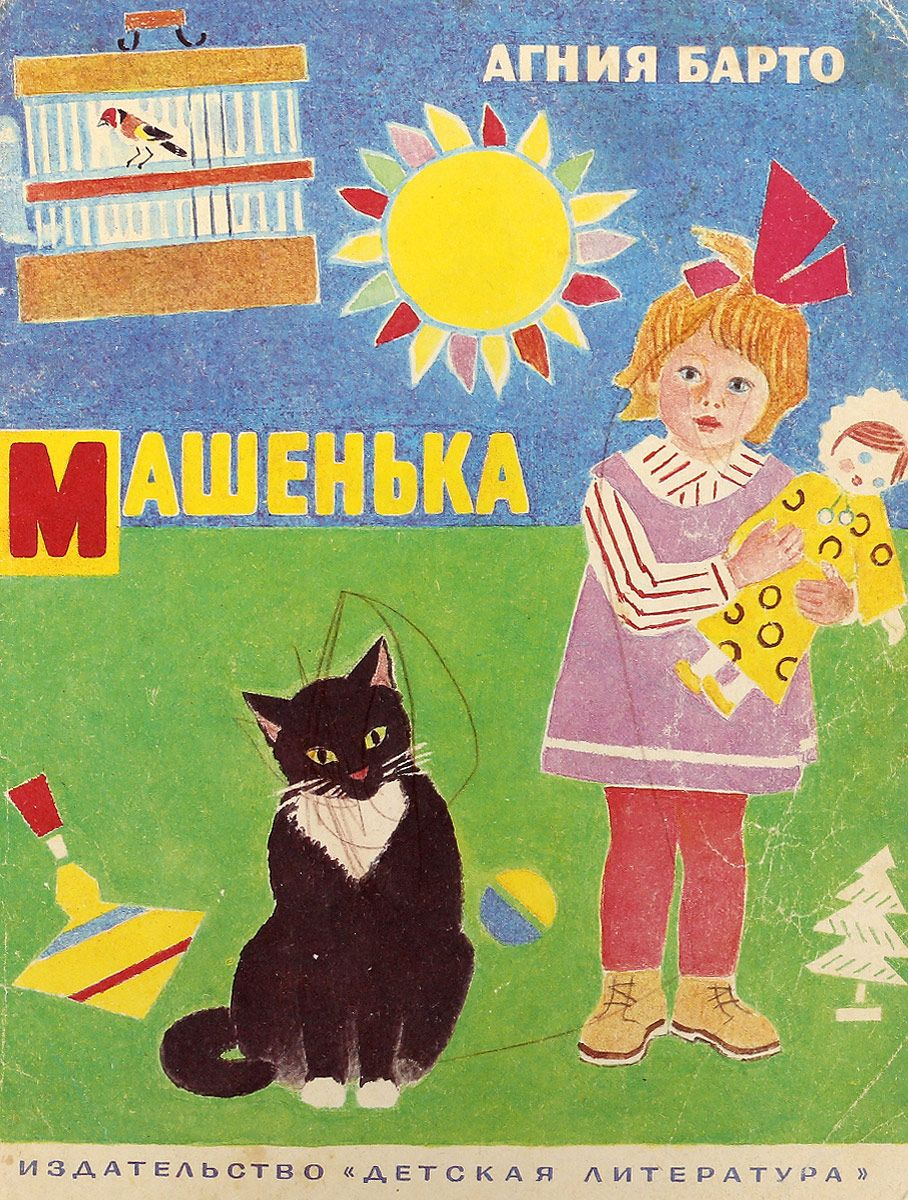 АГНИЯ БАРТО
МАШЕНЬКА
ИЗДАТЕЛЬСТВО «ДЕТСКАЯ ЛИТЕРАТУРА»